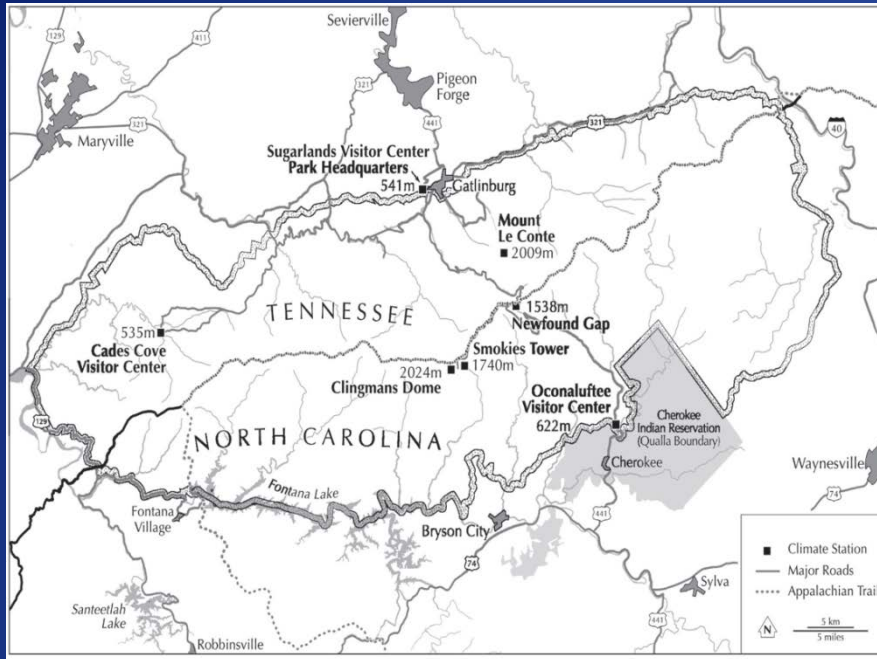 Sevierville
129
411
321
Pigeon
Forge
Maryville
321
441
321
40
Sugarlands Visitor Center
Park Headquarters
541m
Gatlinburg
Mount
Le Conte
2009m
TENNESSEE
1538m
Newfound Gap
535m
Cades Cove
Visitor Center
Smokies Tower
2024m
1740m
Clingmans Dome
Oconaluftee
Visitor Center
622m
Cherokee
Indian Reservation
(Qualla Boundary)
129
NORTH CAROLINA
Cherokee
Waynesville
74
Fontana Lake
Fontana
Village
Bryson City
441
74
Climate Station
Major Roads
Appalachian Trail
N
5 km
5 miles
Sylva
Santeetlah
Lake
441
Robbinsville